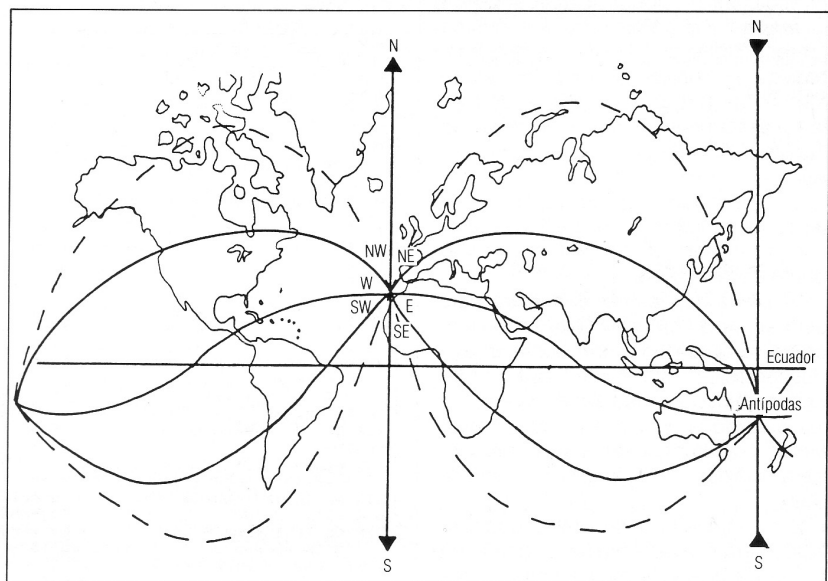 N N
NW NE
W
SW E
SE
Ecuador
Antípodas
S S